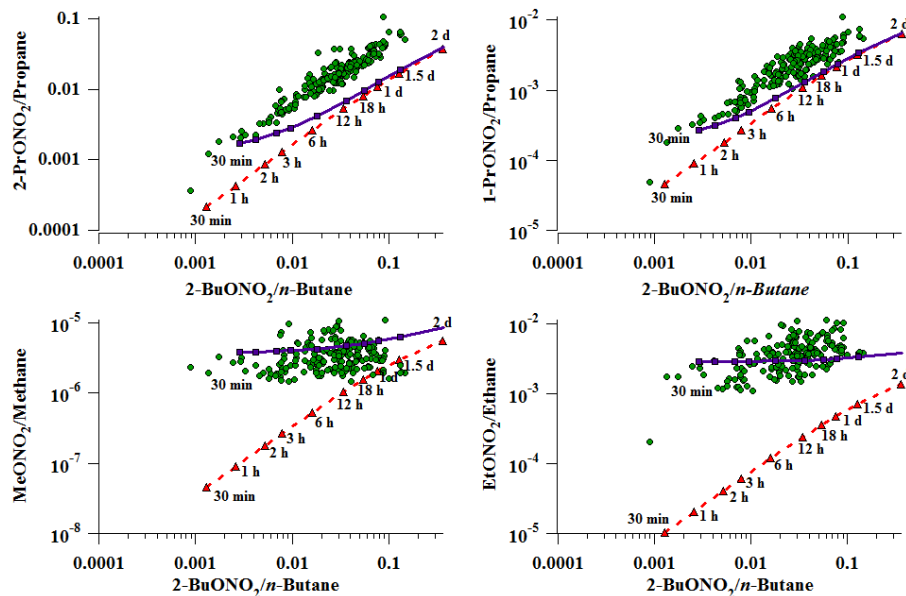 2-PrONO2/Propane
0.1
0.01
0.001
0.0001
2 d
1.5 d
1 d
18 h
12 h
6 h
3 h
2 h
1 h
30 min
30 min
0.0001
0.001
0.01
0.1
2-BuONO2/n-Butane
1-PrONO2/Propane
10-2
10-3
10-4
10-5
2 d
1.5 d
1 d
18 h
12 h
6 h
3 h
2 h
1 h
30 min
30 min
0.0001
0.001
0.01
0.1
2-BuONO2/n-Butane
MeONO2/Methane
10-5
10-6
10-7
10-8
2 d
1.5 d
1 d
18 h
12 h
6 h
3 h
2 h
1 h
30 min
30 min
0.0001
0.001
0.01
0.1
2-BuONO2/n-Butane
EtONO2/Ethane
10-2
10-3
10-4
10-5
2 d
1.5 d
1 d
18 h
12 h
6 h
3 h
2 h
1 h
30 min
30 min
0.0001
0.001
0.01
0.1
2-BuONO2/n-Butane